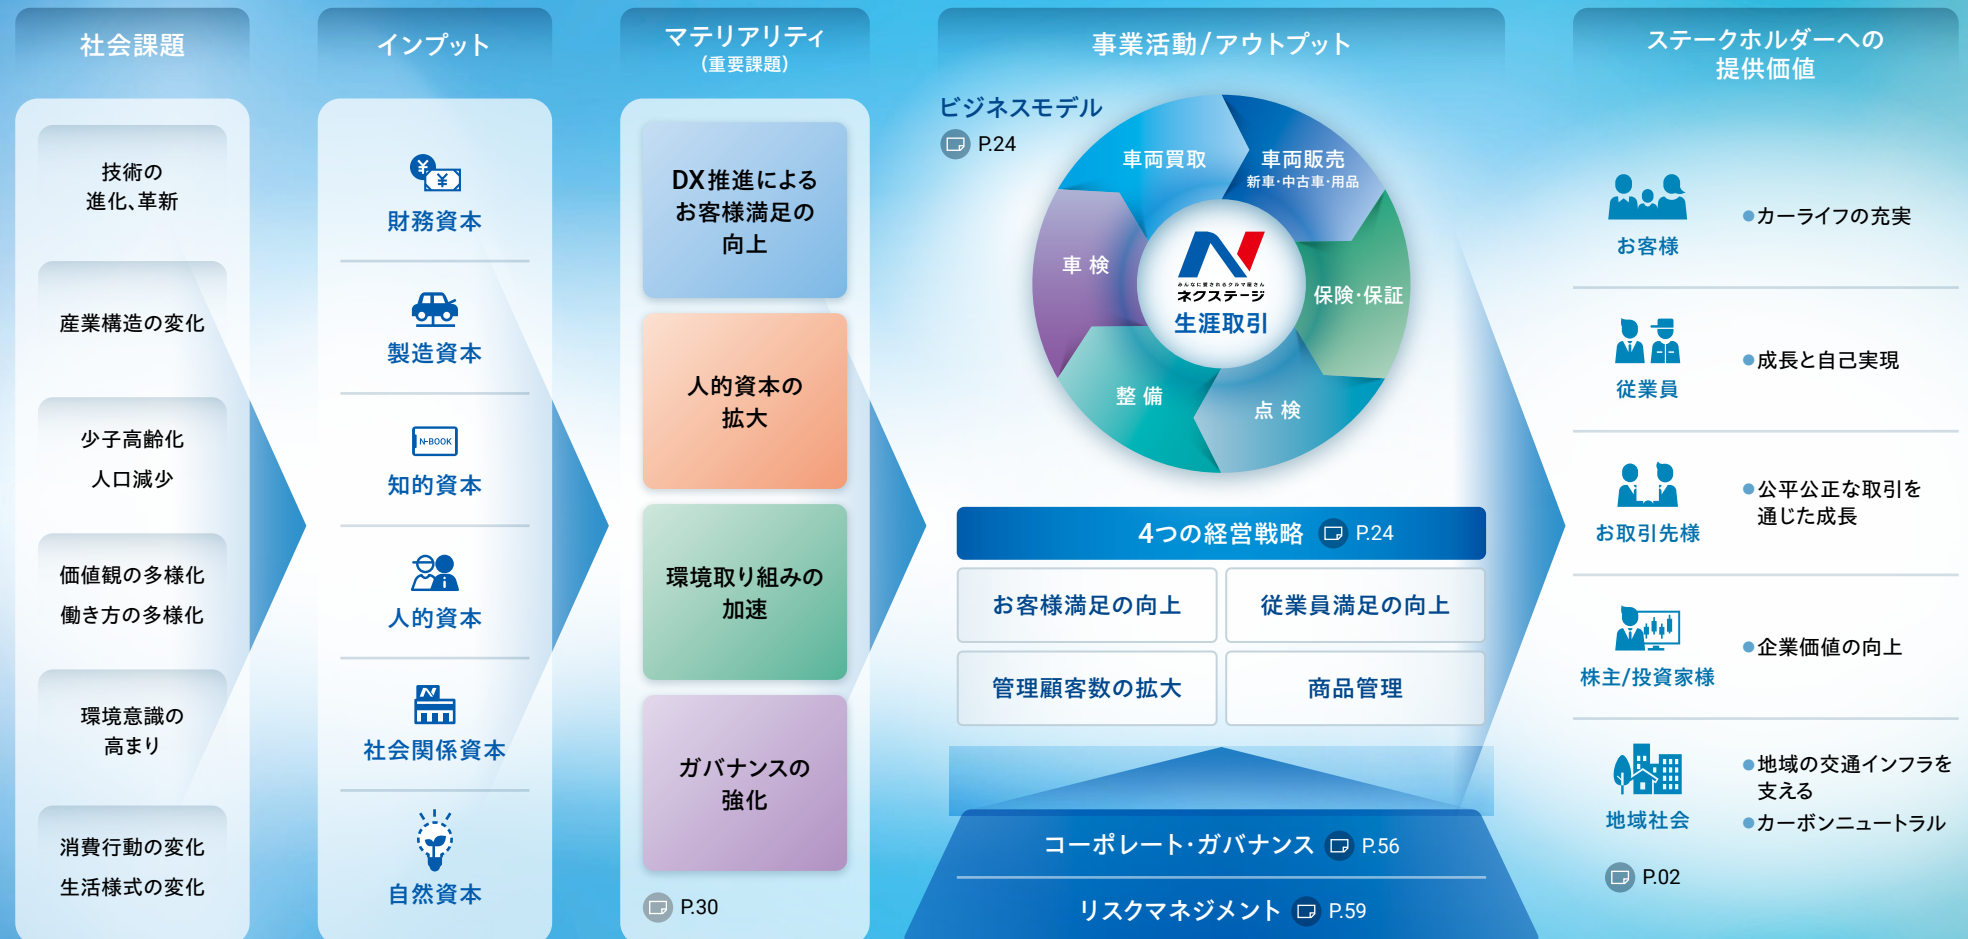 社会課題
技術の
進化、革新
産業構造の変化
少子高齢化
人口減少
価値観の多様化
働き方の多様化
環境意識の
高まり
消費行動の変化
生活様式の変化
インプット
財務資本
製造資本
N-BOOK
知的資本
人的資本
社会関係資本
自然資本
マテリアリティ
(重要課題)
DX推進による
お客様満足の
向上
人的資本の
拡大
環境取り組みの
加速
ガバナンスの
強化
P.30
事業活動/アウトプット
ビジネスモデル
P.24
車両買取
車両販売
新車・中古車・用品
保険・保証
点検
整備
車検
みんなに愛されるクルマ屋さん
ネクステージ
生涯取引
4つの経営戦略 P.24
お客様満足の向上
従業員満足の向上
管理顧客数の拡大
商品管理
コーポレート・ガバナンス P.56
リスクマネジメント P.59
ステークホルダーへの
提供価値
お客様
●カーライフの充実
従業員
●成長と自己実現
お取引先様
●公平公正な取引を
通じた成長
株主/投資家様
●企業価値の向上
地域社会
●地域の交通インフラを
支える
●カーボンニュートラル
P.02